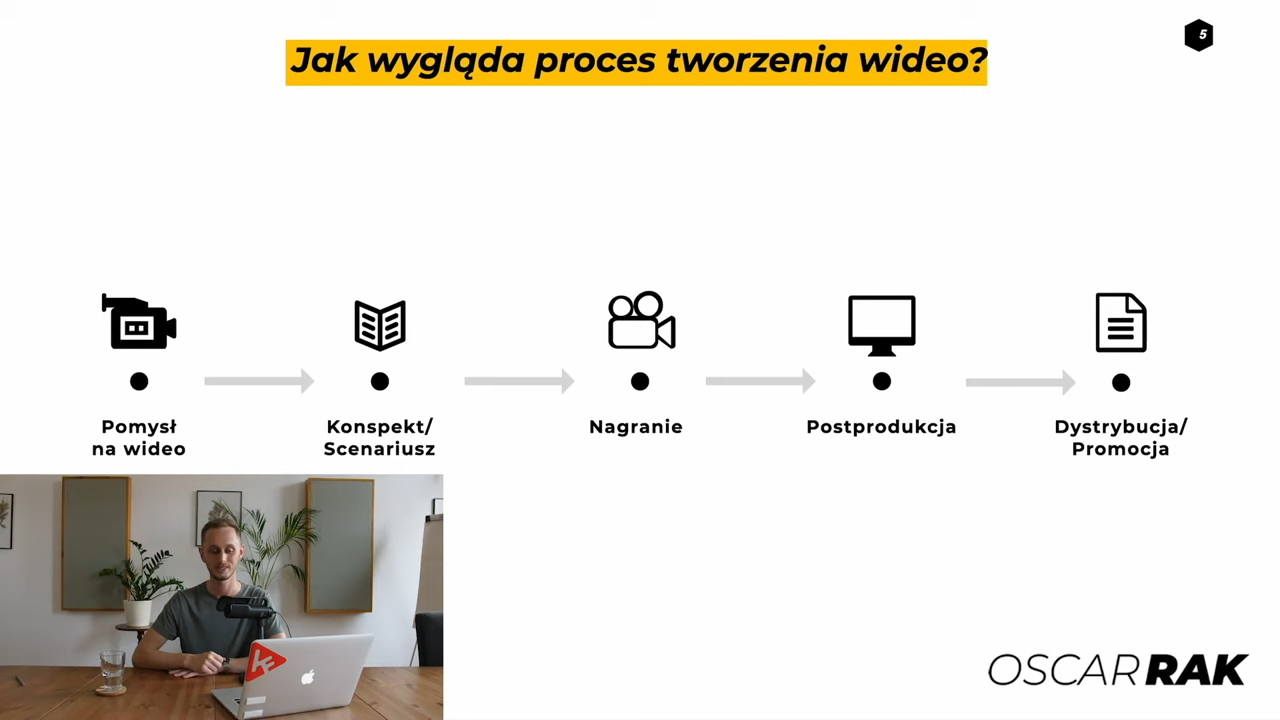 5
Jak wygląda proces tworzenia wideo?
Pomysł
na wideo
Konspekt/
Scenariusz
Nagranie
Postprodukcja
Dystrybucja/
Promocja
OSCAR RAK